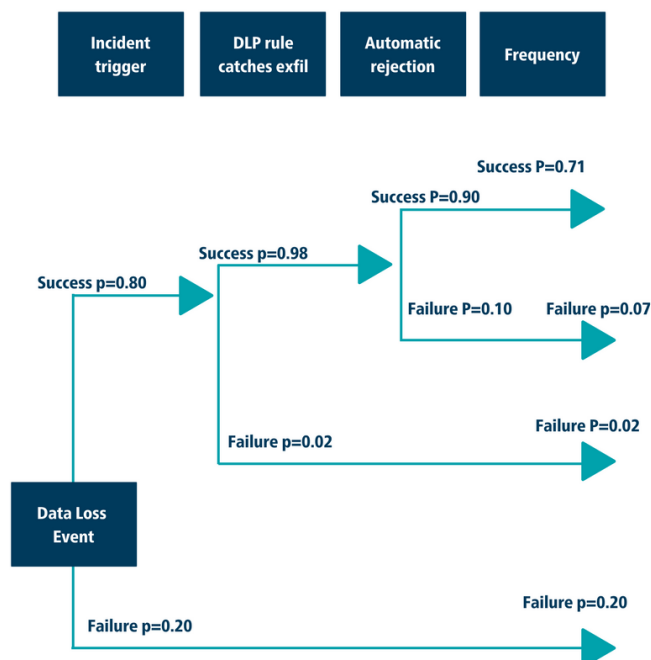 Incident
trigger
DLP rule
catches exfil
Automatic
rejection
Frequency
Success P=0.71
Success P=0.90
Success p=0.98
Success p=0.80
Failure P=0.10
Failure p=0.07
Failure P=0.02
Failure p=0.02
Data Loss
Event
Failure p=0.20
Failure p=0.20